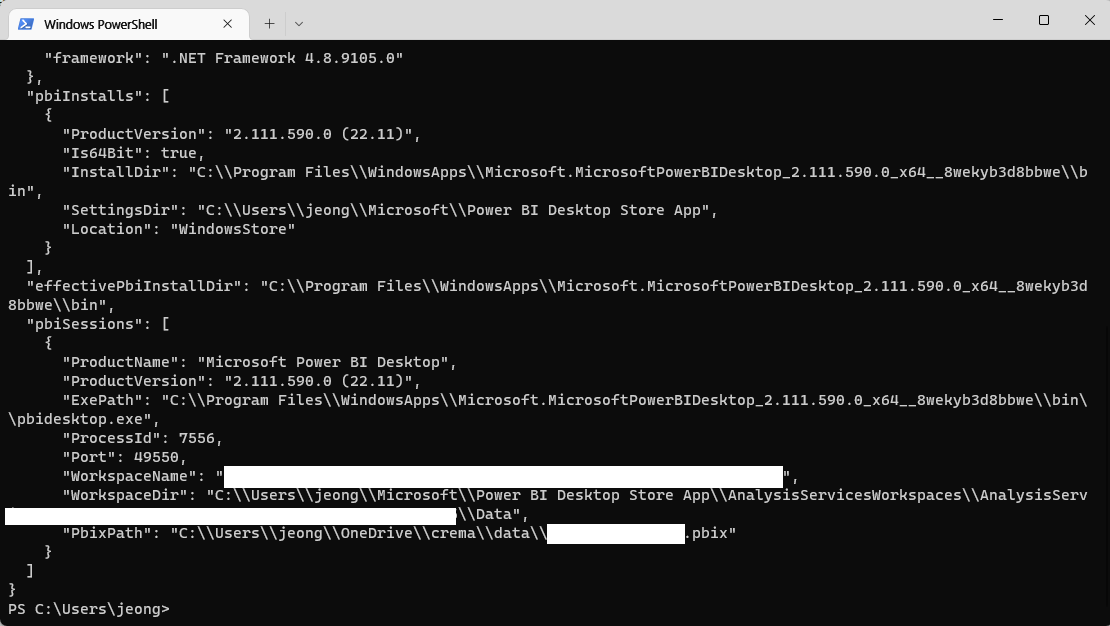 Windows PowerShell
"framework": ".NET Framework 4.8.9105.0"
},
"pbiInstalls": [
{
"ProductVersion": "2.111.590.0 (22.11)",
"Is64Bit": true,
"InstallDir": "C:\\Program Files\\WindowsApps\\Microsoft.MicrosoftPowerBIDesktop_2.111.590.0_x64__8wekyb3d8bbwe\\b
in",
"SettingsDir": "C:\\Users\\jeong\\Microsoft\\Power BI Desktop Store App",
"Location": "WindowsStore"
}
],
"effectivePbiInstallDir": "C:\\Program Files\\WindowsApps\\Microsoft.MicrosoftPowerBIDesktop_2.111.590.0_x64__8wekyb3d
8bbwe\\bin",
"pbiSessions": [
{
"ProductName": "Microsoft Power BI Desktop",
"ProductVersion": "2.111.590.0 (22.11)",
"ExePath": "C:\\Program Files\\WindowsApps\\Microsoft.MicrosoftPowerBIDesktop_2.111.590.0_x64__8wekyb3d8bbwe\\bin\
\pbidesktop.exe",
"ProcessId": 7556,
"Port": 49550,
"WorkspaceName": "",
"WorkspaceDir": "C:\\Users\\jeong\\Microsoft\\Power BI Desktop Store App\\AnalysisServicesWorkspaces\\AnalysisServ
\\Data",
"PbixPath": "C:\\Users\\jeong\\OneDrive\\crema\\data\\.pbix"
}
]
}
PS C:\Users\jeong>